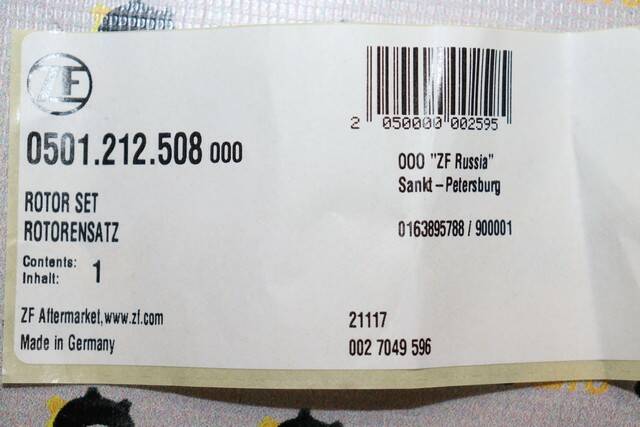 ZF
0501.212.508 000
ROTOR SET
ROTORENSATZ
Contents:
Inhalt: 1
ZF Aftermarket,www.zf.com
Made in Germany
2 050000 002595
000 "ZF Russia"
Sankt-Petersburg
0163895788 / 900001
21117
002 7049 596